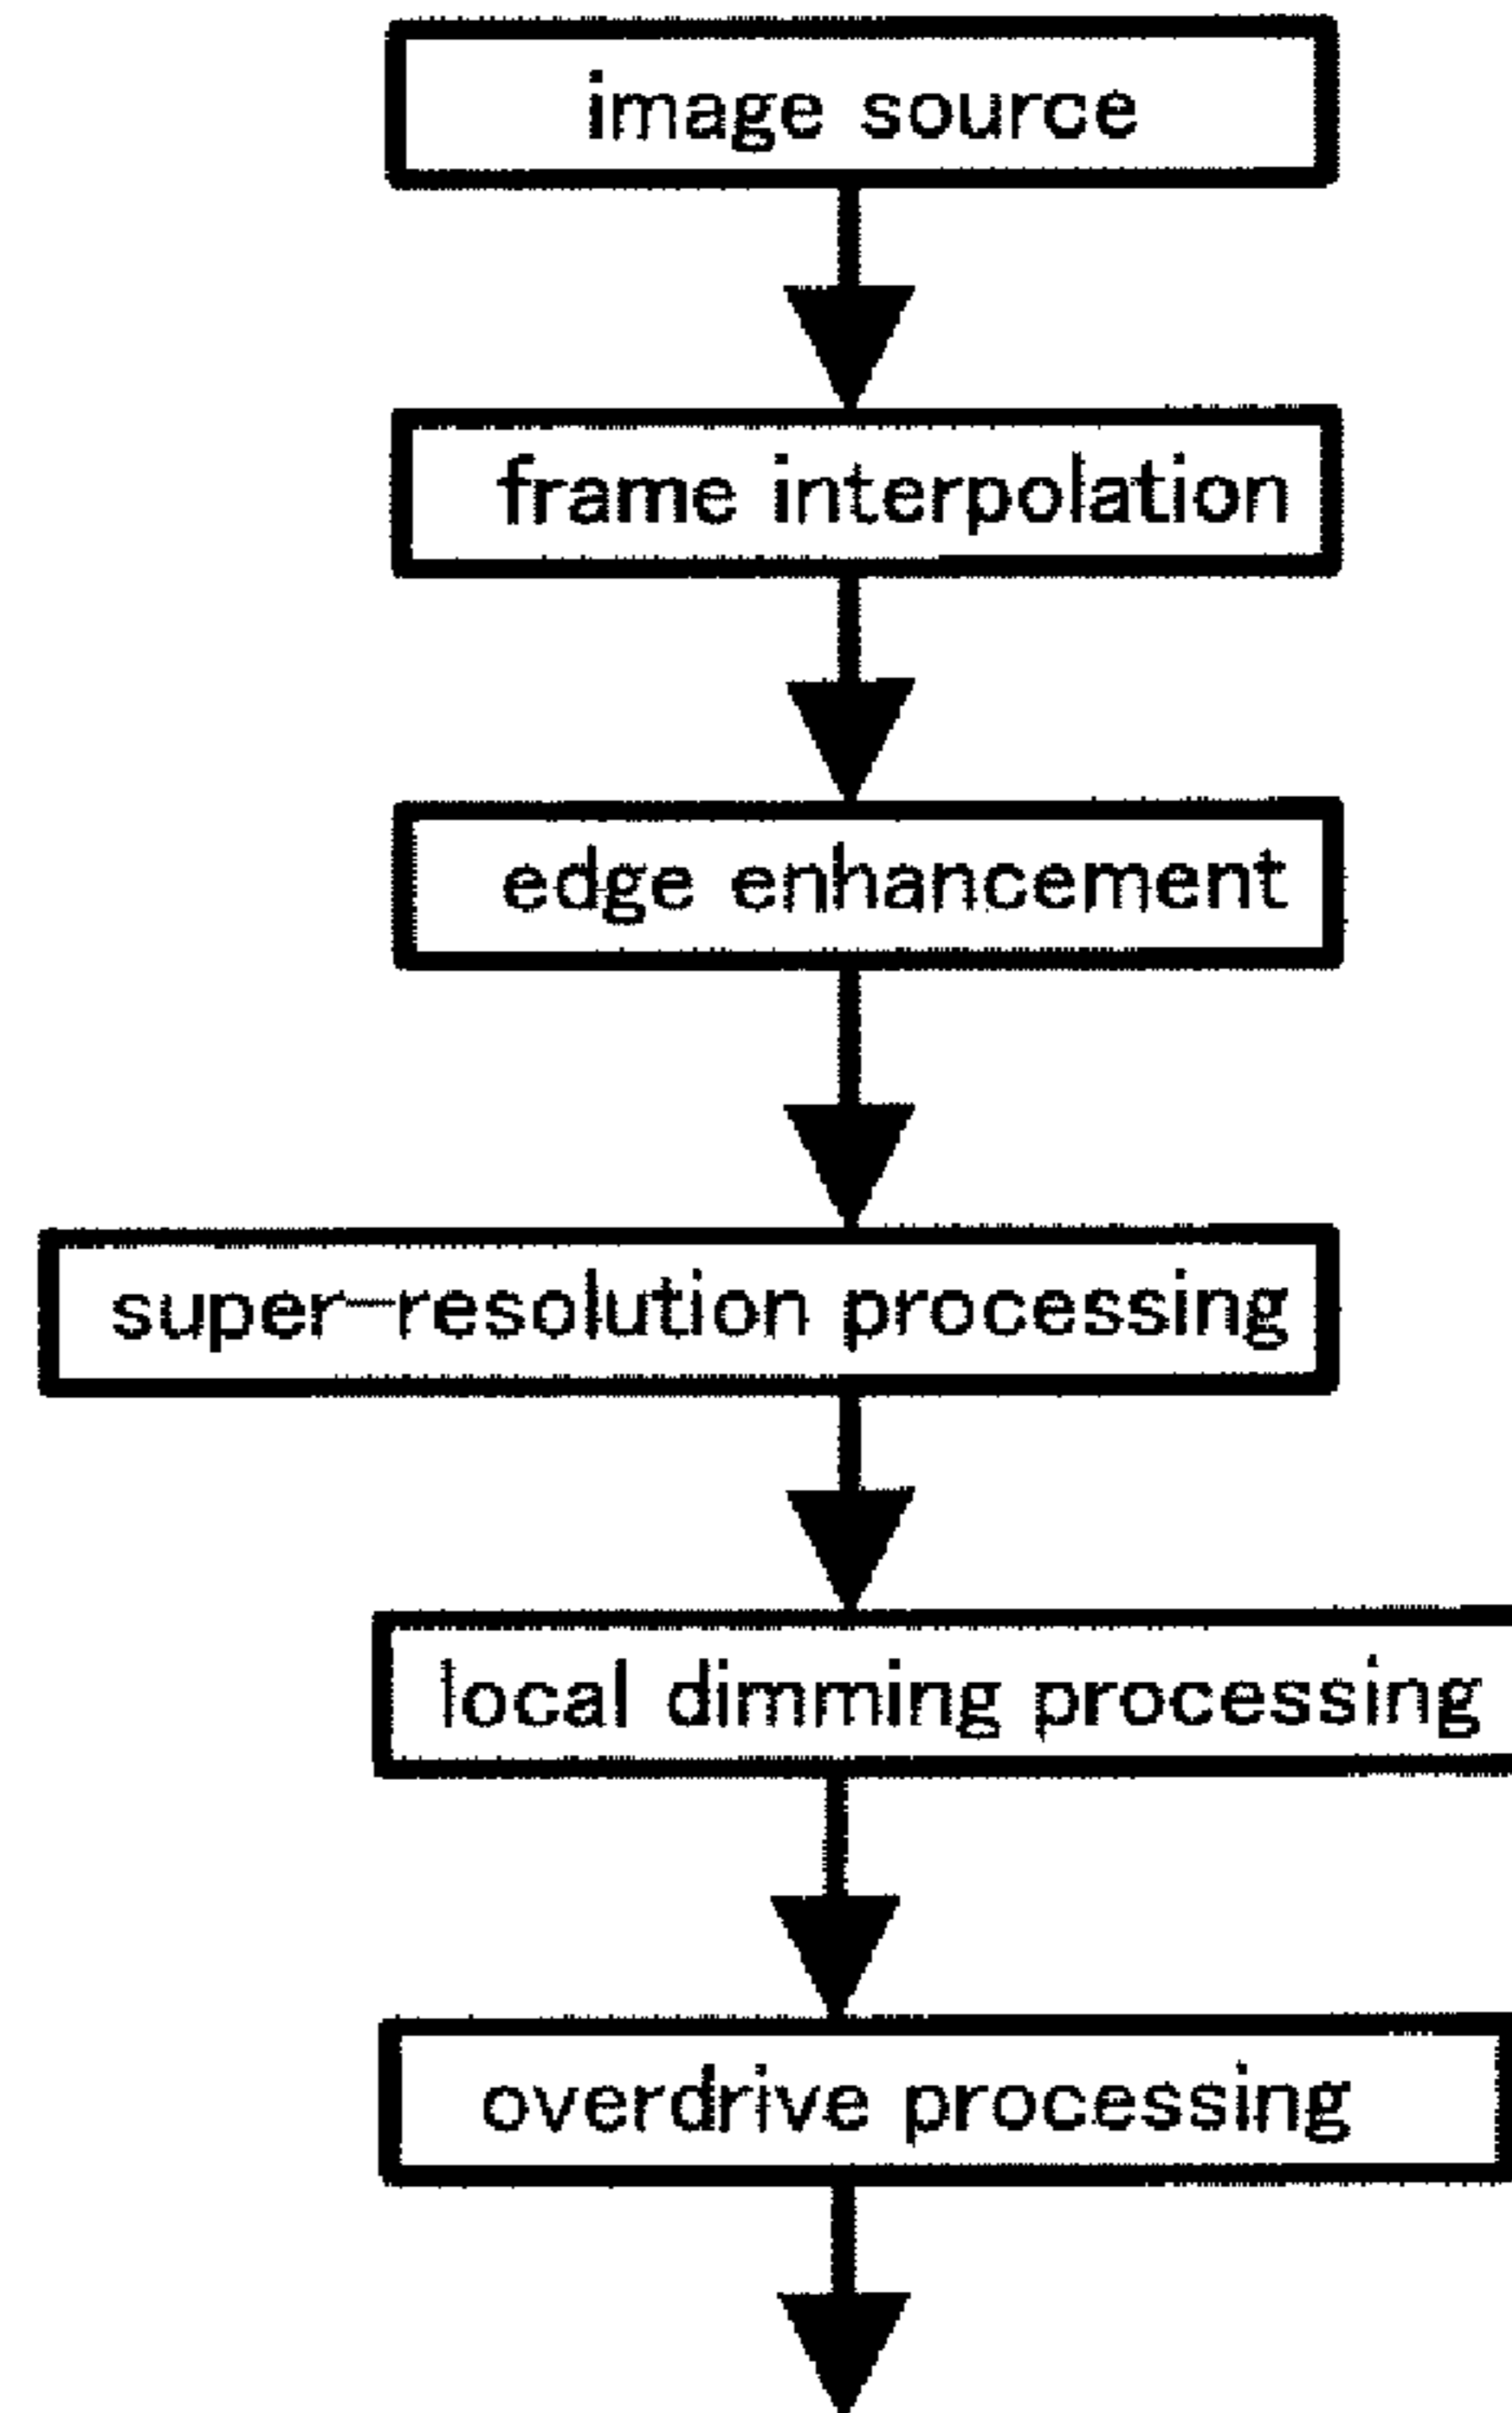 image source
frame interpolation
edge enhancement
super-resolution processing
local dimming processing
overdrive processing